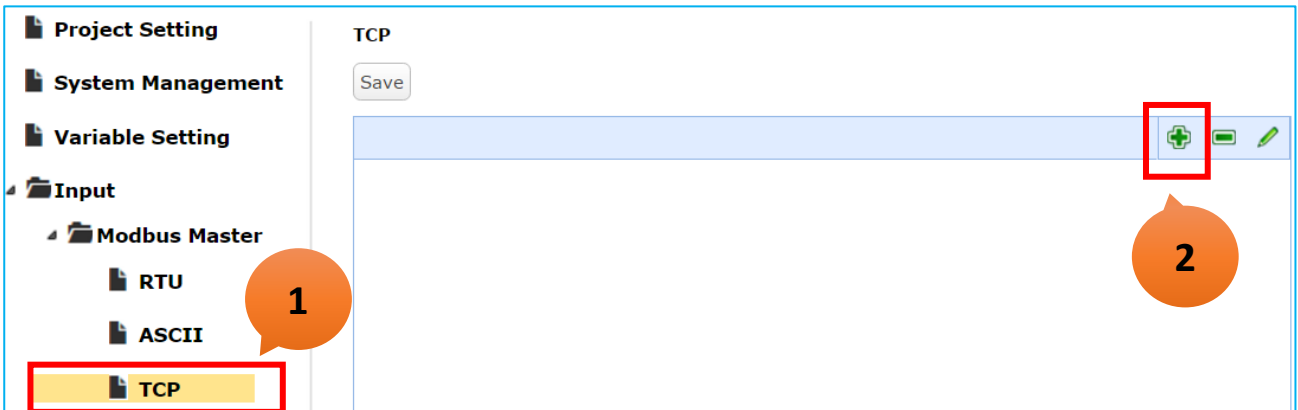 Project Setting
System Management
Variable Setting
Input
Modbus Master
RTU
ASCII
TCP
1
TCP
Save
2